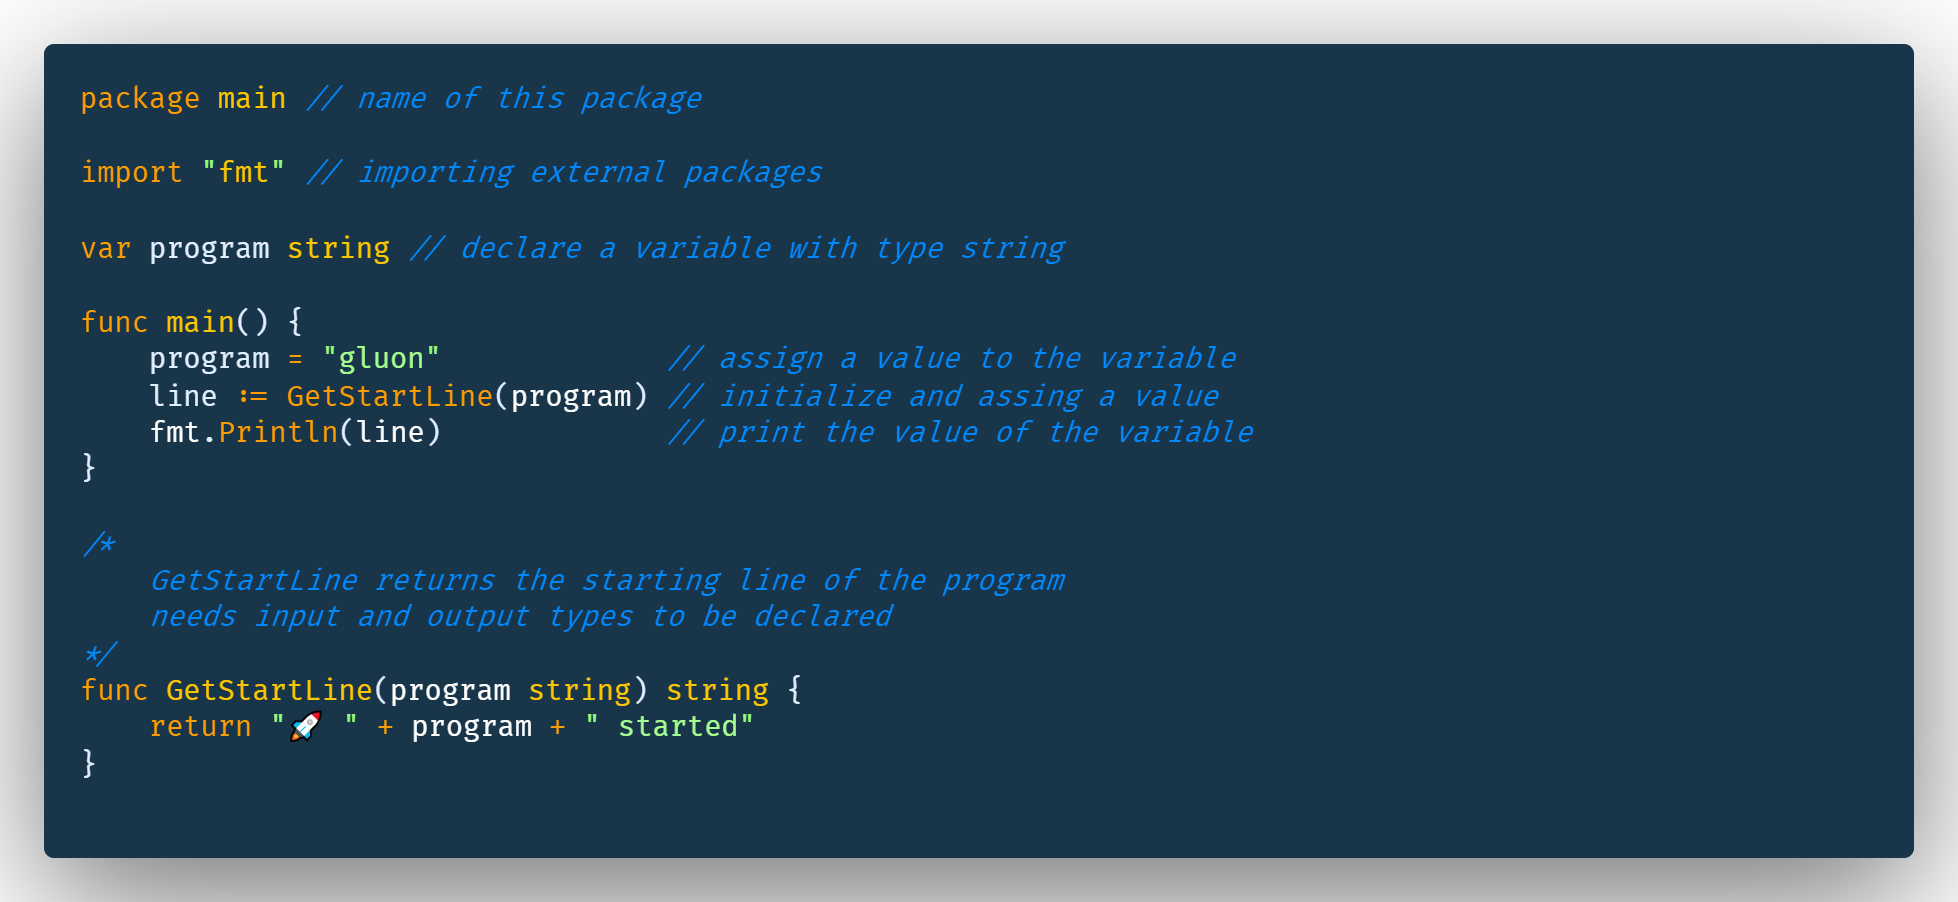 package main // name of this package
import "fmt" // importing external packages
var program string // declare a variable with type string
func main() {
    program = "gluon"             // assign a value to the variable
    line := GetStartLine(program) // initialize and assing a value
    fmt.Println(line)             // print the value of the variable
}
/*
    GetStartLine returns the starting line of the program
    needs input and output types to be declared
*/
func GetStartLine(program string) string {
    return "🚀 " + program + " started"
}